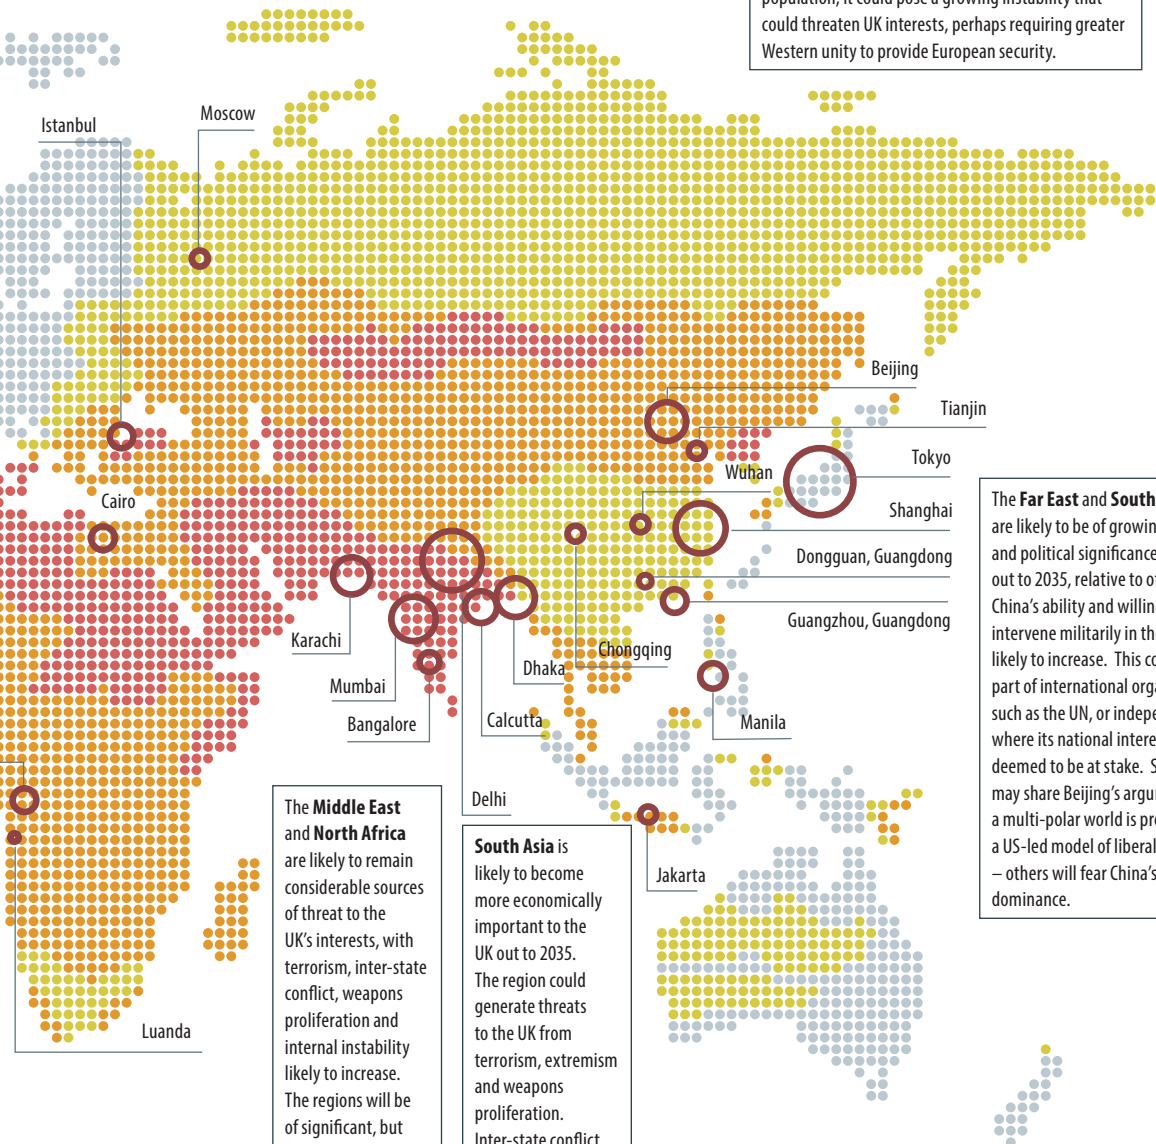 population, it could pose a growing instability that
could threaten UK interests, perhaps requiring greater
Western unity to provide European security.
Istanbul
Moscow
Beijing
Tianjin
Tokyo
Wuhan
Shanghai
Cairo
Dongguan, Guangdong
Guangzhou, Guangdong
Karachi
Chongqing
Dhaka
Mumbai
Bangalore
Calcutta
Manila
Delhi
Jakarta
Luanda
The Far East and South
are likely to be of growin
and political significance
out to 2035, relative to ot
China's ability and willin
intervene militarily in the
likely to increase. This co
part of international orga
such as the UN, or indepe
where its national intere
deemed to be at stake. S
may share Beijing's argu
a multi-polar world is pre
a US-led model of liberal
– others will fear China's
dominance.
The Middle East
and North Africa
are likely to remain
considerable sources
of threat to the
UK's interests, with
terrorism, inter-state
conflict, weapons
proliferation and
internal instability
likely to increase.
The regions will be
of significant, but
South Asia is
likely to become
more economically
important to the
UK out to 2035.
The region could
generate threats
to the UK from
terrorism, extremism
and weapons
proliferation.
Inter-state conflict